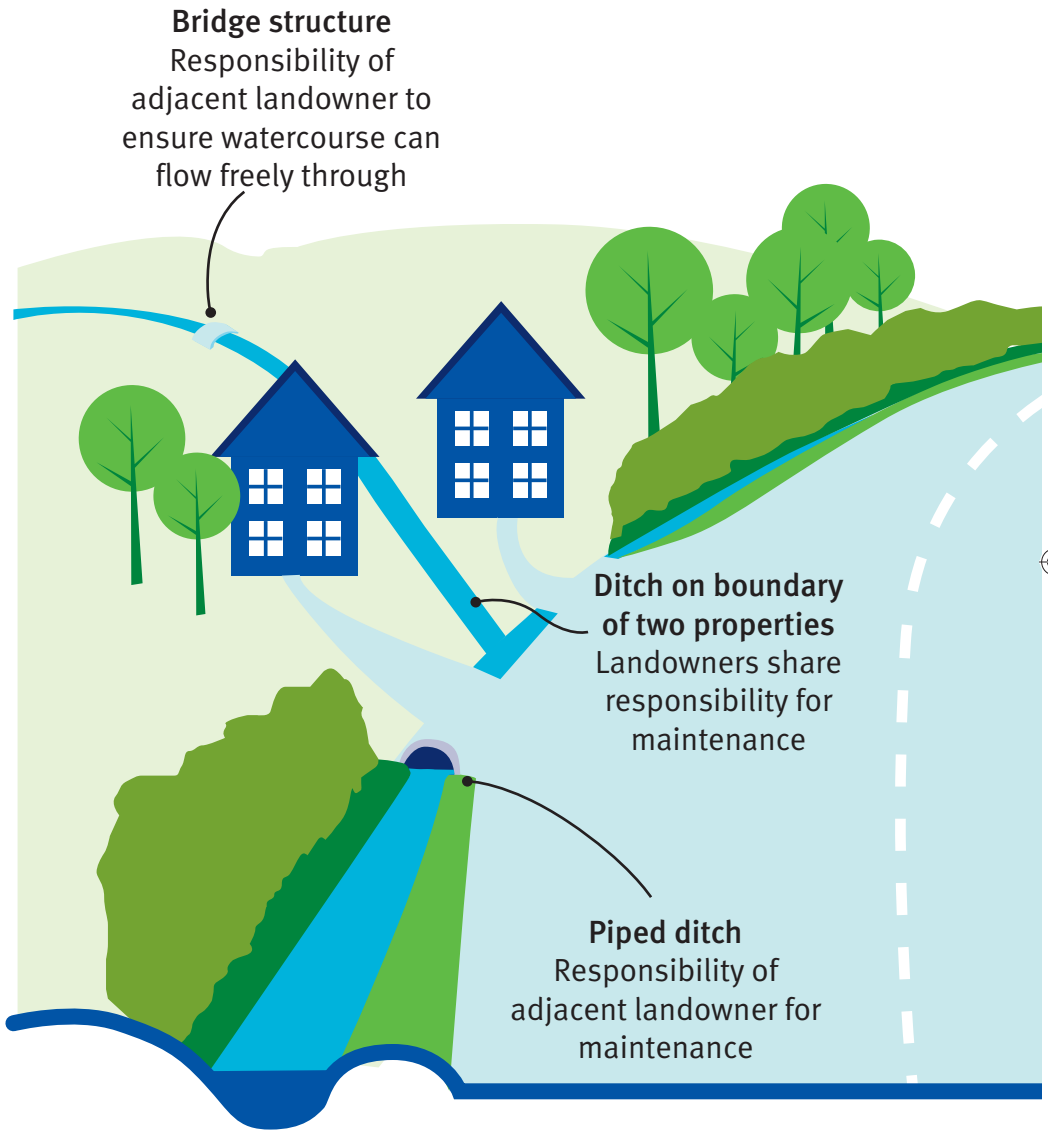 Bridge structure
Responsibility of
adjacent landowner to
ensure watercourse can
flow freely through
Ditch on boundary
of two properties
Landowners share
responsibility for
maintenance
Piped ditch
Responsibility of
adjacent landowner for
maintenance